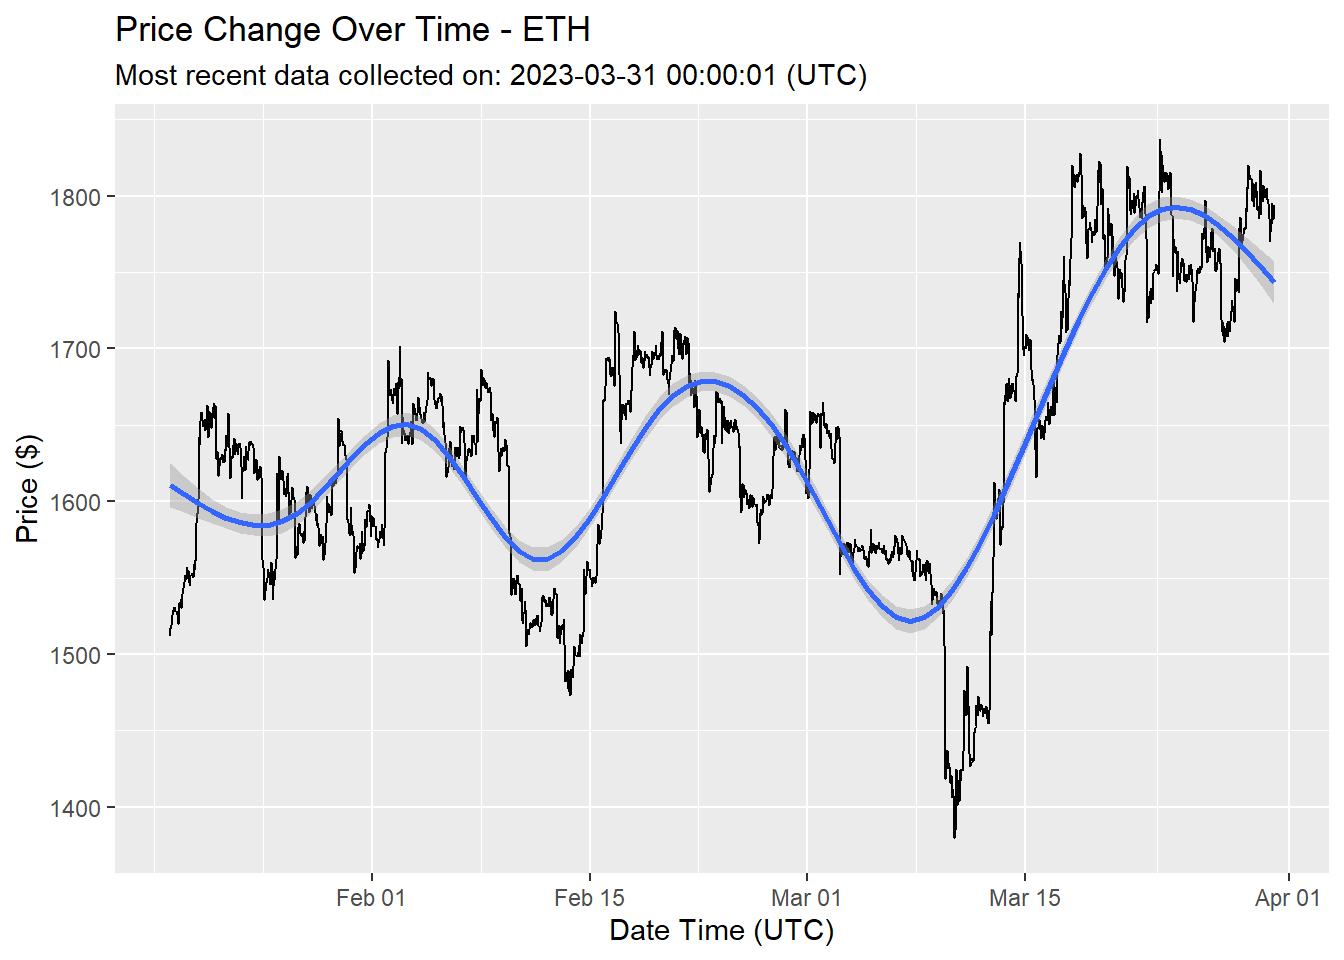 Price Change Over Time - ETH
Most recent data collected on: 2023-03-31 00:00:01 (UTC)
Price ($)
1800
1700
1600
1500
1400
Feb 01
Feb 15
Mar 01
Mar 15
Apr 01
Date Time (UTC)